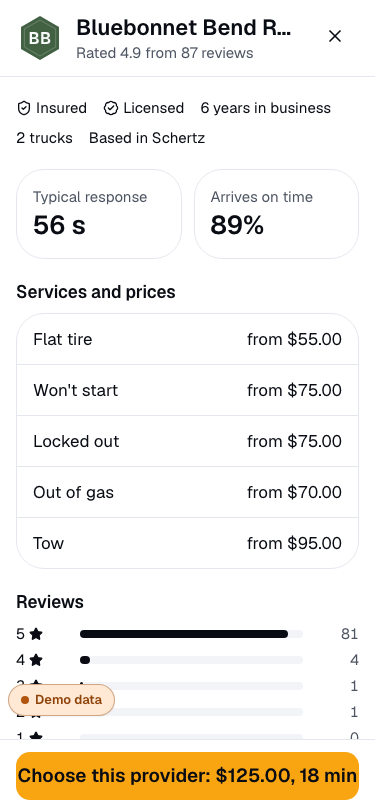 BB
Bluebonnet Bend R...
Rated 4.9 from 87 reviews
Insured Licensed 6 years in business
2 trucks Based in Schertz
Typical response
56 s
Arrives on time
89%
Services and prices
Flat tire from $55.00
Won't start from $75.00
Locked out from $75.00
Out of gas from $70.00
Tow from $95.00
Reviews
5 81
4 4
1
Demo data
1
1 0
Choose this provider: $125.00, 18 min